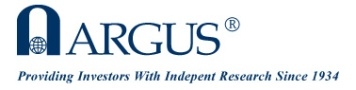 ARGUS®
Providing Investors With Indepent Research Since 1934